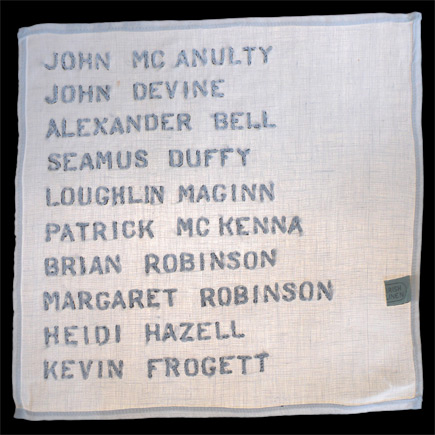 JOHN MC ANULTY
JOHN DEVINE
ALEXANDER BELL
SEAMUS DUFFY
LOUGHLIN MAGINN
PATRICK MC KENNA
BRIAN ROBINSON
MARGARET ROBINSON
HEIDI HAZELL
KEVIN FROGETT